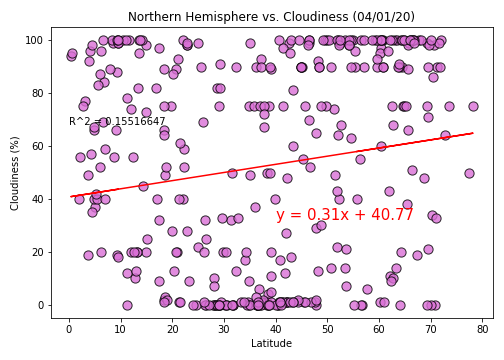 Northern Hemisphere vs. Cloudiness (04/01/20)
100
80
60
40
20
0
Cloudiness (%)
R^2 = 0.15516647
y = 0.31x + 40.77
0 10 20 30 40 50 60 70 80
Latitude